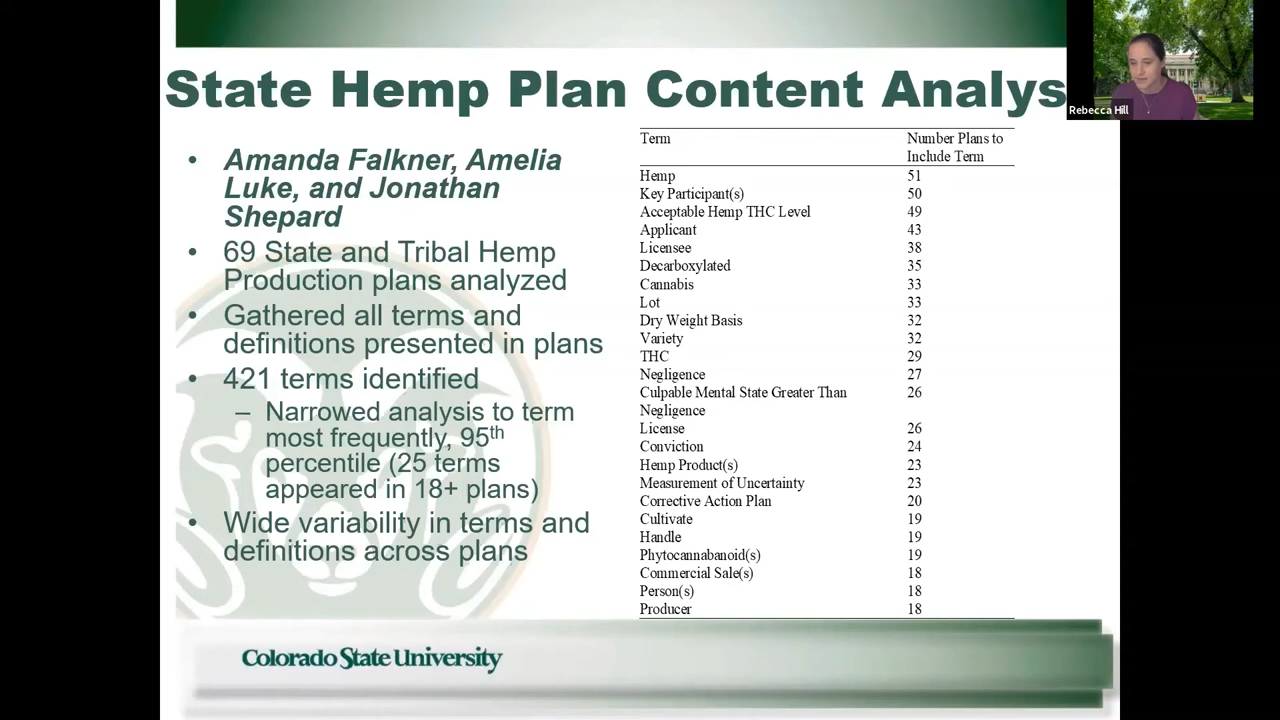 State Hemp Plan Content Analys
Rebecca Hill
• Amanda Falkner, Amelia
Luke, and Jonathan
Shepard
• 69 State and Tribal Hemp
Production plans analyzed
• Gathered all terms and
definitions presented in plans
• 421 terms identified
– Narrowed analysis to term
most frequently, 95th
percentile (25 terms
appeared in 18+ plans)
• Wide variability in terms and
definitions across plans
Term Number Plans to
Include Term
Hemp 51
Key Participant(s) 50
Acceptable Hemp THC Level 49
Applicant 43
Licensee 38
Decarboxylated 35
Cannabis 33
Lot 33
Dry Weight Basis 32
Variety 32
THC 29
Negligence 27
Culpable Mental State Greater Than 26
Negligence
License 26
Conviction 24
Hemp Product(s) 23
Measurement of Uncertainty 23
Corrective Action Plan 20
Cultivate 19
Handle 19
Phytocannabanoid(s) 19
Commercial Sale(s) 18
Person(s) 18
Producer 18
Colorado State University